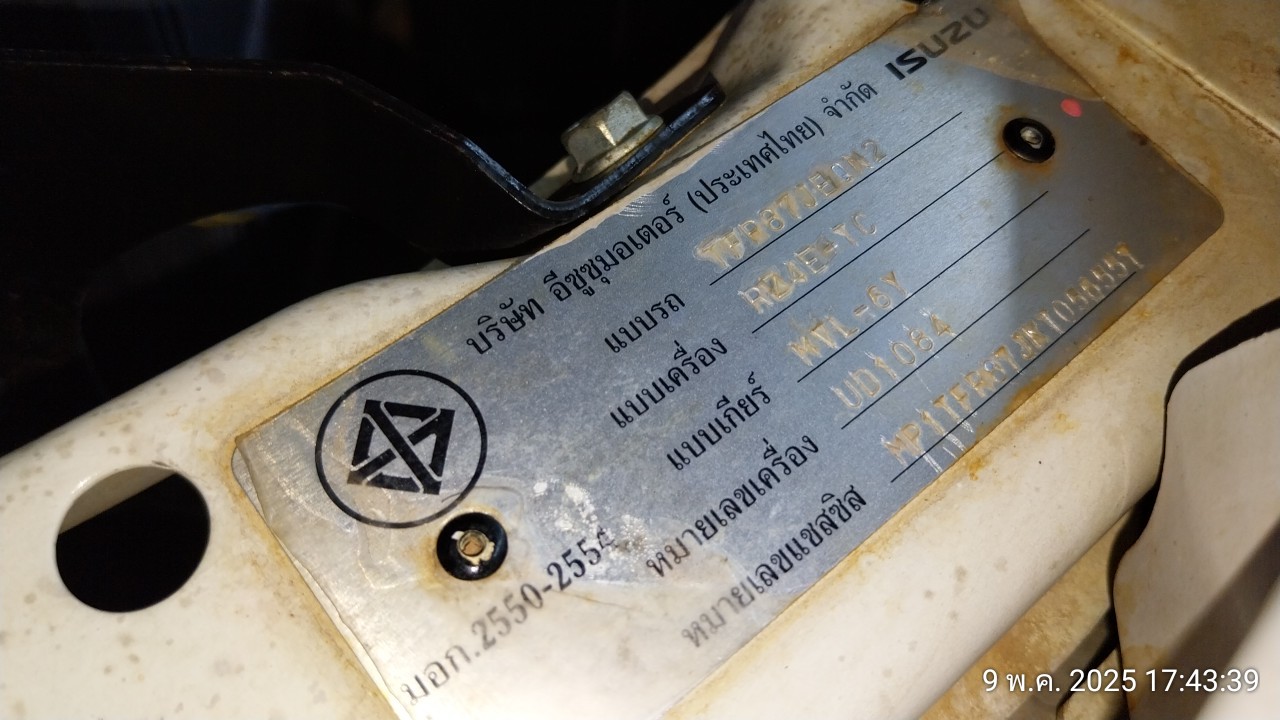 ISUZU
บริษัท อีซูซุมอเตอร์ (ประเทศไทย) จำกัด
แบบรถ
แบบเครื่อง RZ4E-YC
แบบเกียร์ MVL-6Y
หมายเลขเครื่อง UD1064
หมายเลขแชสซิส
มอก.2550-2554
9 พ.ค. 2025 17:43:39